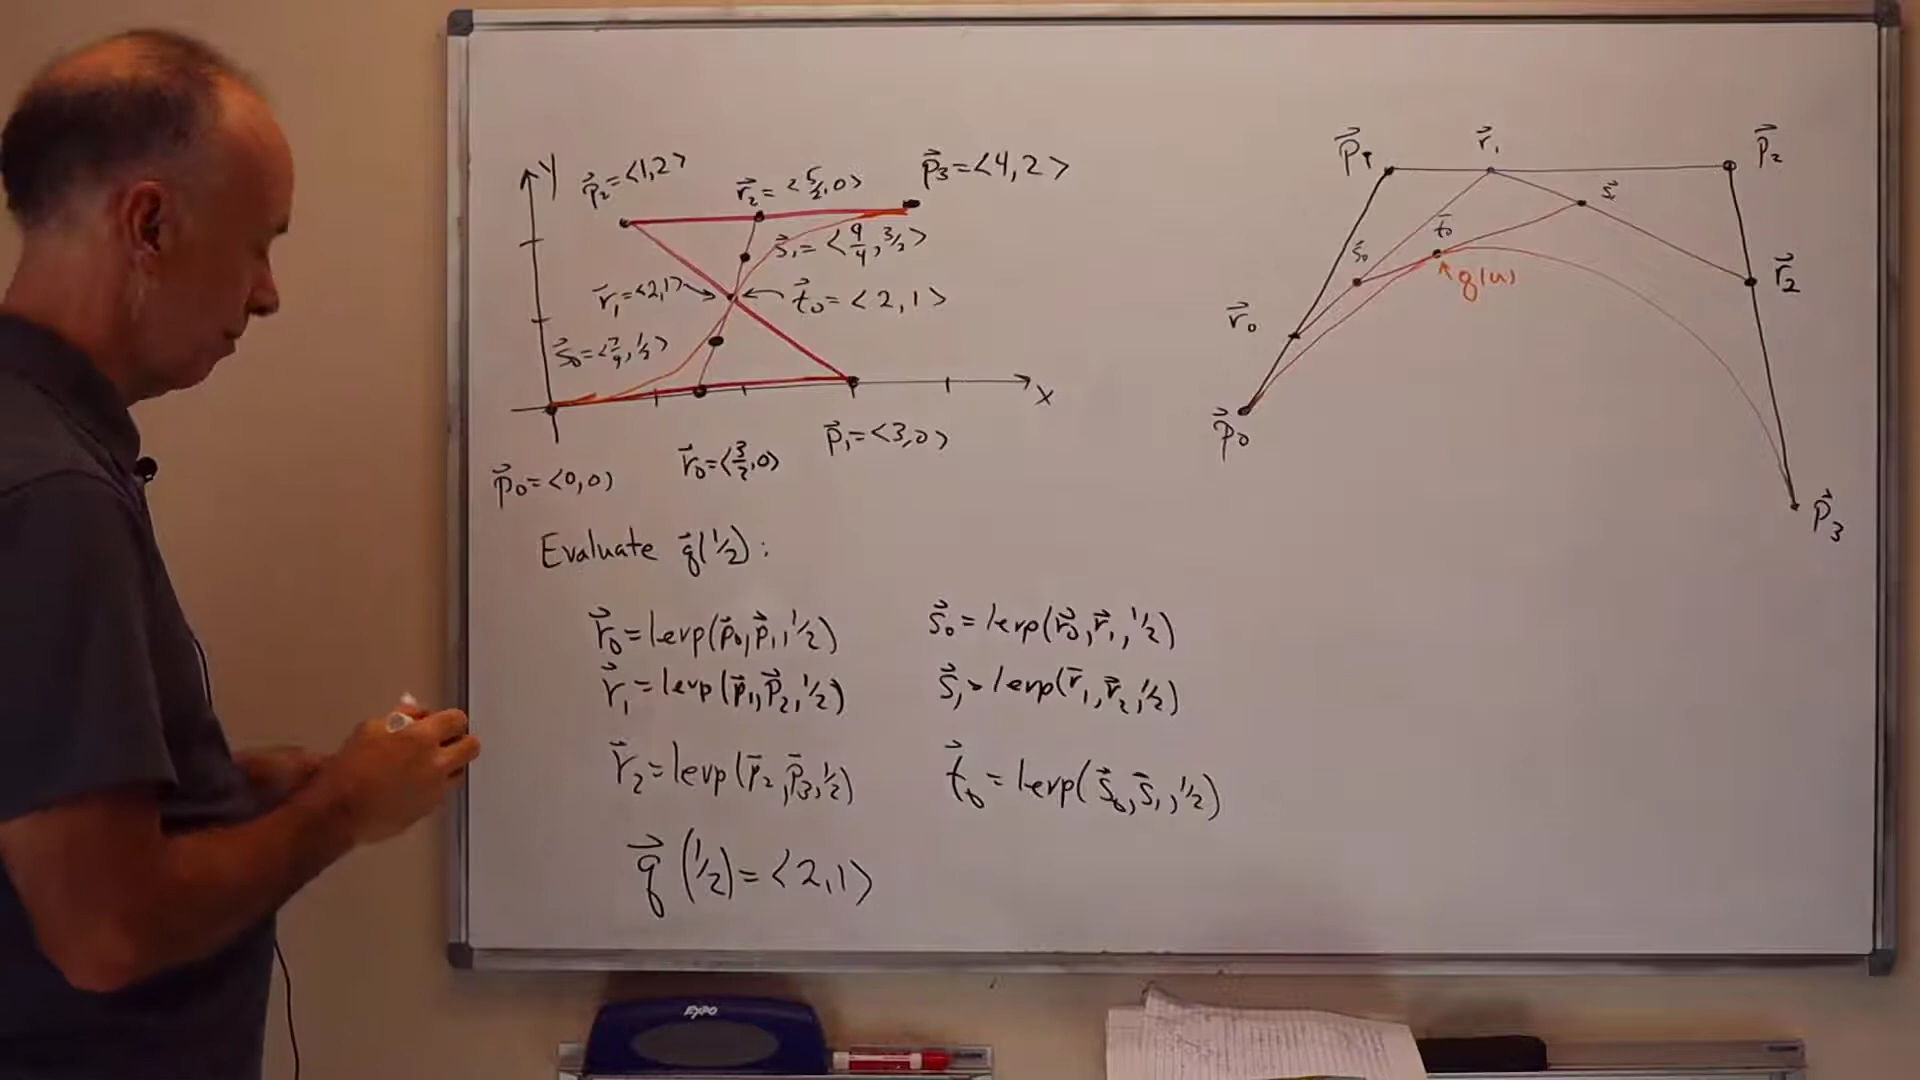 Y
p⃗₂=<1,2>
r⃗₂=<5/2,0>
p⃗₃=<4,2>
s⃗₁=<9/4,3/2>
r⃗₁=<2,1>
t⃗₀=<2,1>
s⃗₀=<7/4,1/2>
X
p⃗₁=<3,0>
r⃗₀=<3/2,0>
p⃗₀=<0,0>
Evaluate q⃗(1/2):
r⃗₀=lerp(p⃗₀,p⃗₁,1/2)
s⃗₀=lerp(r⃗₀,r⃗₁,1/2)
r⃗₁=lerp(p⃗₁,p⃗₂,1/2)
s⃗₁=lerp(r⃗₁,r⃗₂,1/2)
r⃗₂=lerp(p⃗₂,p⃗₃,1/2)
t⃗₀=lerp(s⃗₀,s⃗₁,1/2)
q⃗(1/2)=<2,1>
p⃗₁
r⃗₁
p⃗₂
s⃗₁
t⃗₀
s⃗₀
q(u)
r⃗₂
r⃗₀
p⃗₀
p⃗₃
EXPO